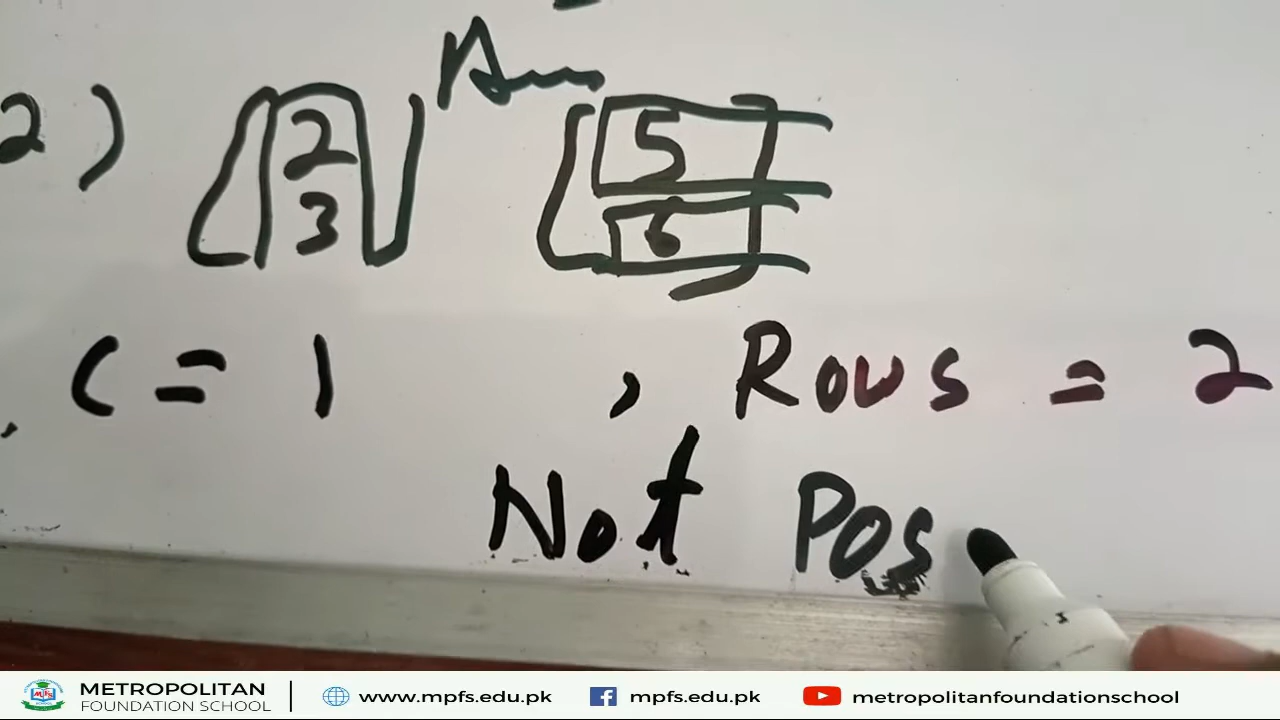 2) [2 3] Ans [5 6]
C = 1 , Rows = 2
Not Pos
METROPOLITAN FOUNDATION SCHOOL
www.mpfs.edu.pk
mpfs.edu.pk
metropolitanfoundationschool